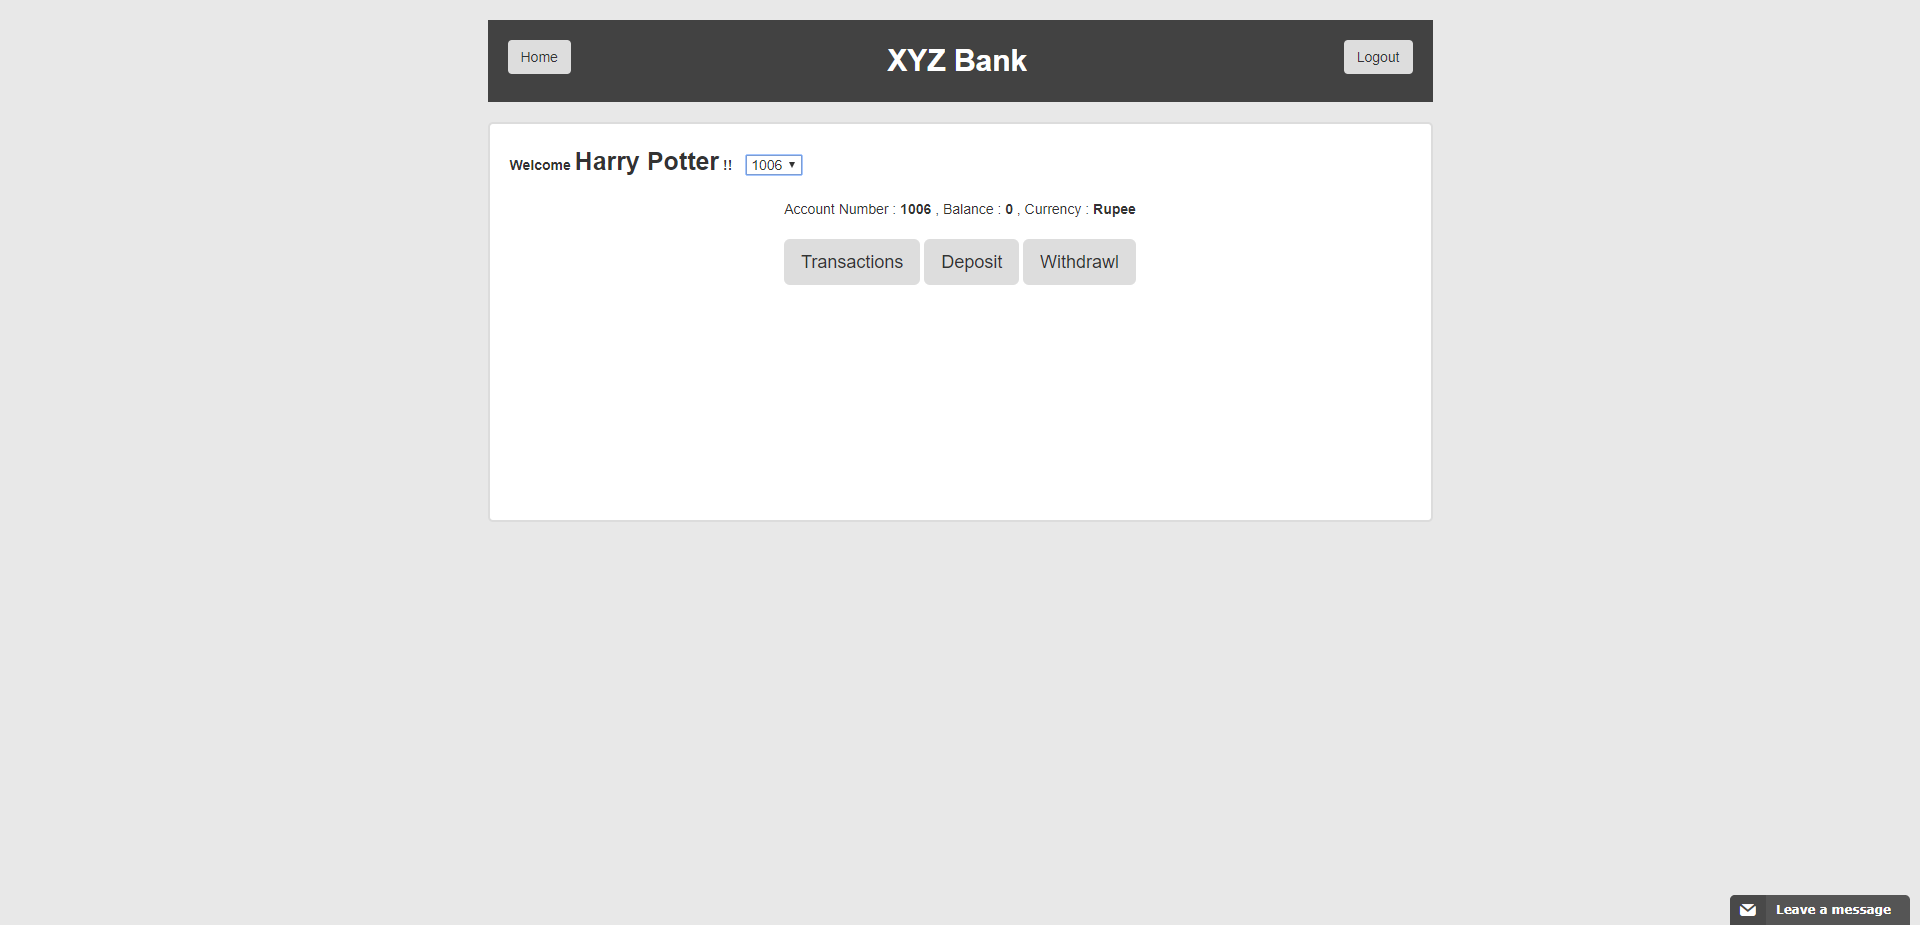 Home XYZ Bank Logout
Welcome Harry Potter !! 1006
Account Number : 1006 , Balance : 0 , Currency : Rupee
Transactions Deposit Withdrawl
Leave a message